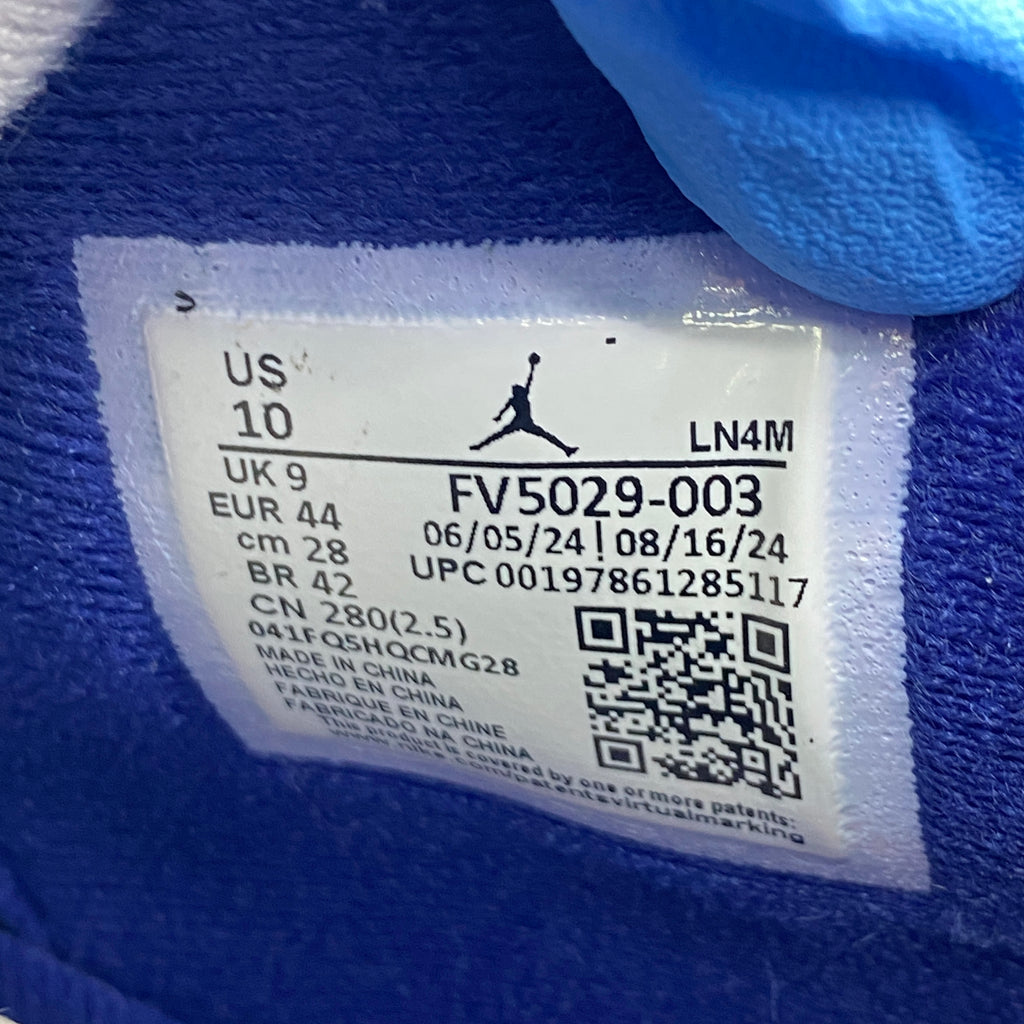 US
10
LN4M
UK 9
EUR 44
cm 28
BR 42
CN 280(2.5)
041FQ5HQCMG28
MADE IN CHINA
HECHO EN CHINA
FABRIQUE EN CHINE
FABRICADO NA CHINA
FV5029-003
06/05/24|08/16/24
UPC 00197861285117
This product is covered by one or more patents:
www.nike.com/patentsvirtualmarking